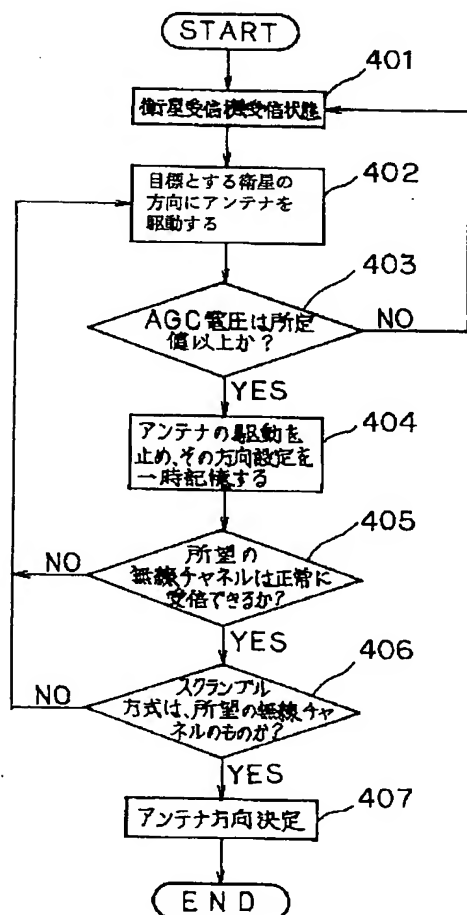 START
401
衛星受信機受信状態
402
目標とする衛星の
方向にアンテナを
駆動する
403
AGC電圧は所定
値以上か?
NO
YES
404
アンテナの駆動を
止め、その方向設定を
一時記憶する
405
所望の
無線チャネルは正常に
受信できるか?
NO
YES
406
スクランブル
方式は、所望の無線チャ
ネルのものか?
NO
YES
407
アンテナ方向決定
END